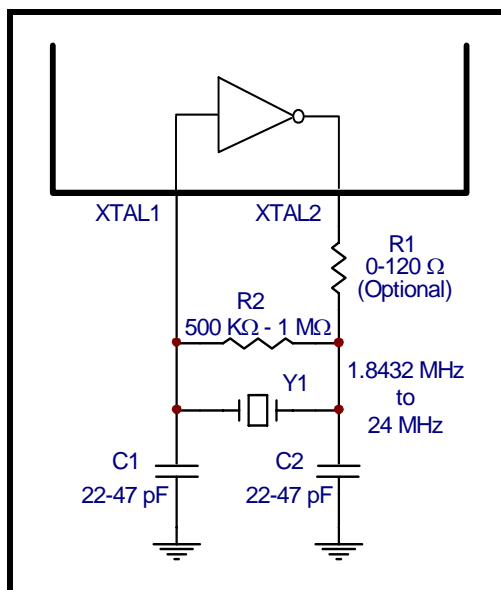 XTAL1
XTAL2
R1
0-120 Ω
(Optional)
R2
500 KΩ - 1 MΩ
Y1
1.8432 MHz
to
24 MHz
C1
22-47 pF
C2
22-47 pF